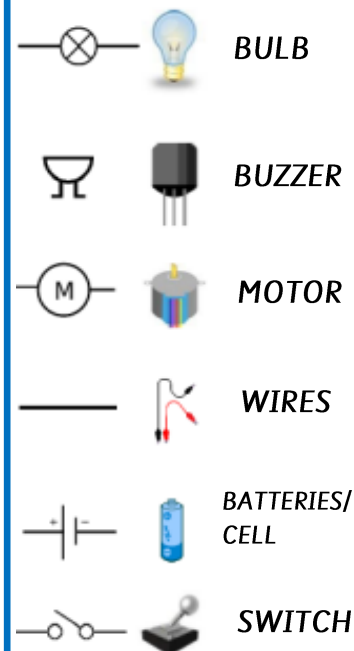 BULB
BUZZER
M
MOTOR
WIRES
BATTERIES/
CELL
+ -
SWITCH